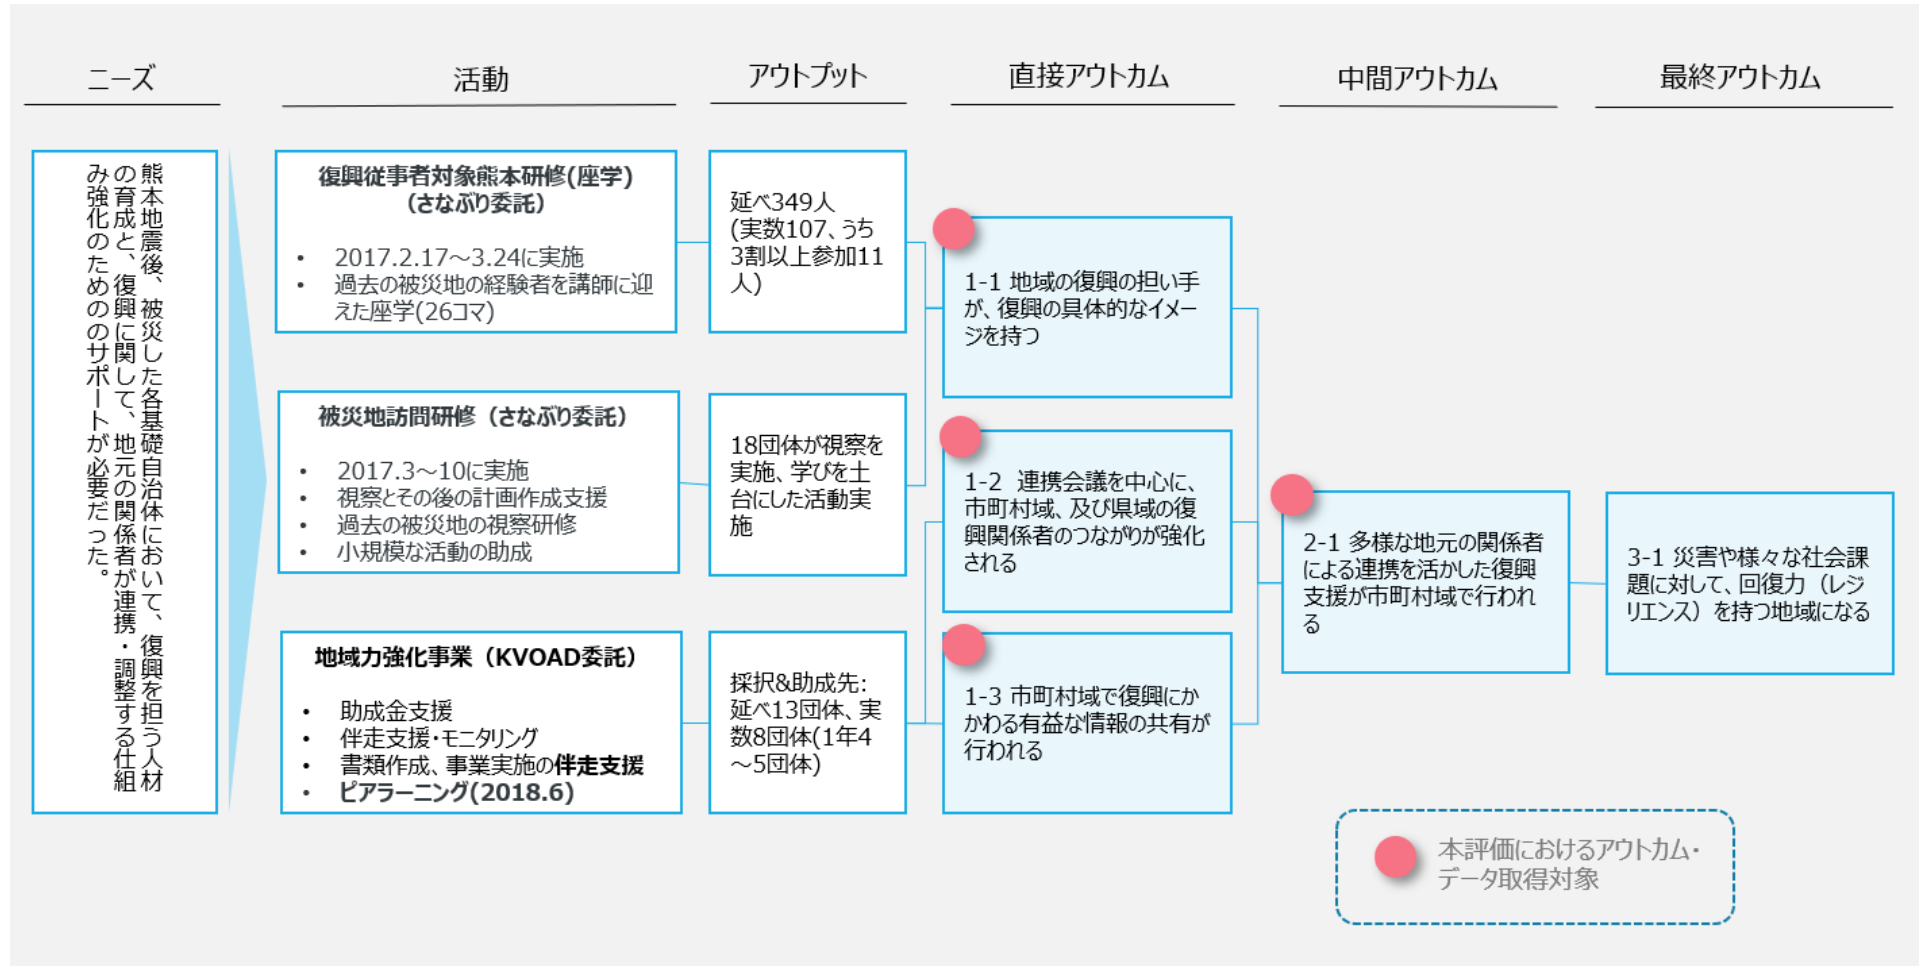 ニーズ
活動
アウトプット
直接アウトカム
中間アウトカム
最終アウトカム
熊本地震後、被災した各基礎自治体において、復興を担う人材
の育成と、復興に関して、地元の関係者が連携・調整する仕組
み強化のためののサポートが必要だった。
復興従事者対象熊本研修(座学)
(さなぶり委託)
• 2017.2.17～3.24に実施
• 過去の被災地の経験者を講師に迎
えた座学(26コマ)
延べ349人
(実数107、うち
3割以上参加11
人)
被災地訪問研修（さなぶり委託）
• 2017.3～10に実施
• 視察とその後の計画作成支援
• 過去の被災地の視察研修
• 小規模な活動の助成
18団体が視察を
実施、学びを土
台にした活動実
施
地域力強化事業（KVOAD委託）
• 助成金支援
• 伴走支援・モニタリング
• 書類作成、事業実施の伴走支援
• ピアラーニング(2018.6)
採択&助成先：
延べ13団体、実
数8団体(1年4
～5団体)
1-1 地域の復興の担い手
が、復興の具体的なイメー
ジを持つ
1-2 連携会議を中心に、
市町村域、及び県域の復
興関係者のつながりが強化
される
1-3 市町村域で復興にか
かわる有益な情報の共有が
行われる
2-1 多様な地元の関係者
による連携を活かした復興
支援が市町村域で行われ
る
3-1 災害や様々な社会課
題に対して、回復力（レジ
リエンス）を持つ地域になる
本評価におけるアウトカム・
データ取得対象